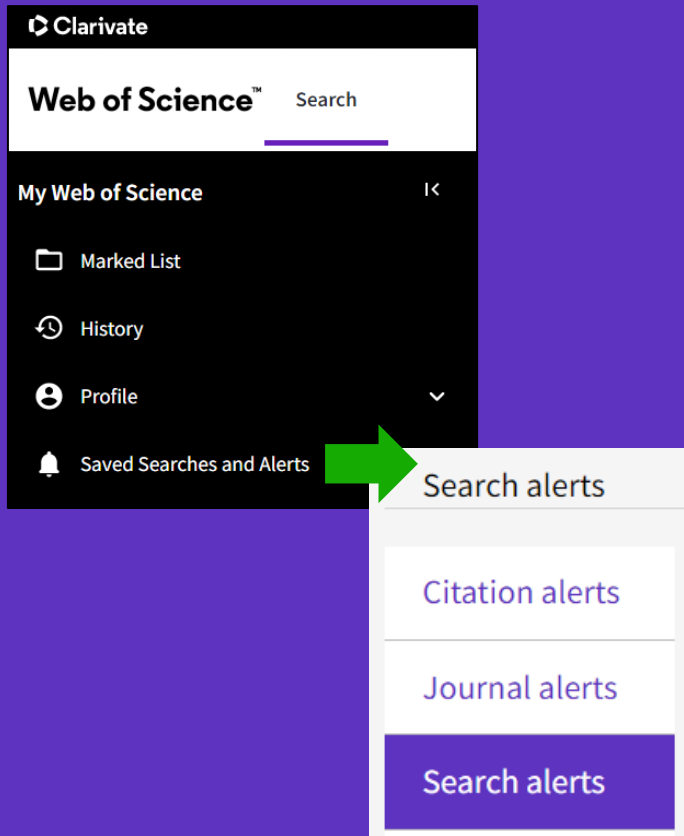 Clarivate
Web of Science™ Search
My Web of Science
Marked List
History
Profile
Saved Searches and Alerts
Search alerts
Citation alerts
Journal alerts
Search alerts